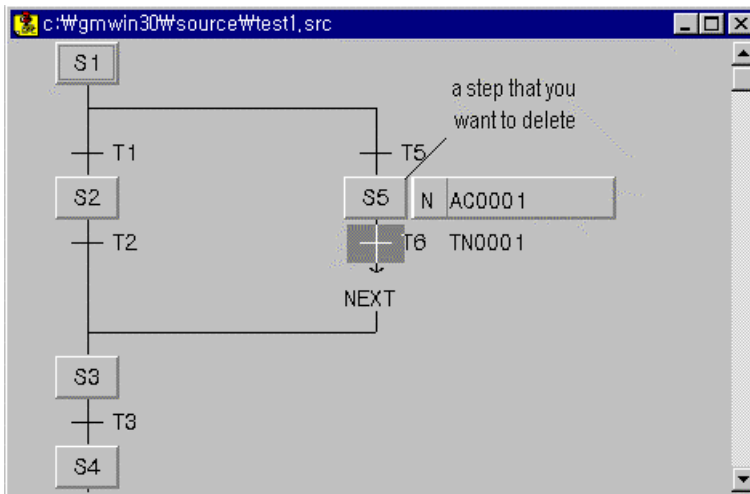 c:₩gmwin30₩source₩test1,src
S1
a step that you
want to delete
T1
T5
S2
S5
N
AC0001
T2
T6
TN0001
NEXT
S3
T3
S4